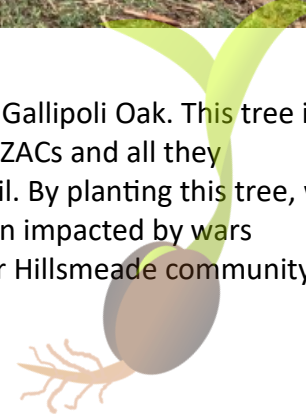 Gallipoli Oak. This tree i
ZACs and all they
il. By planting this tree,
n impacted by wars
r Hillsmeade community